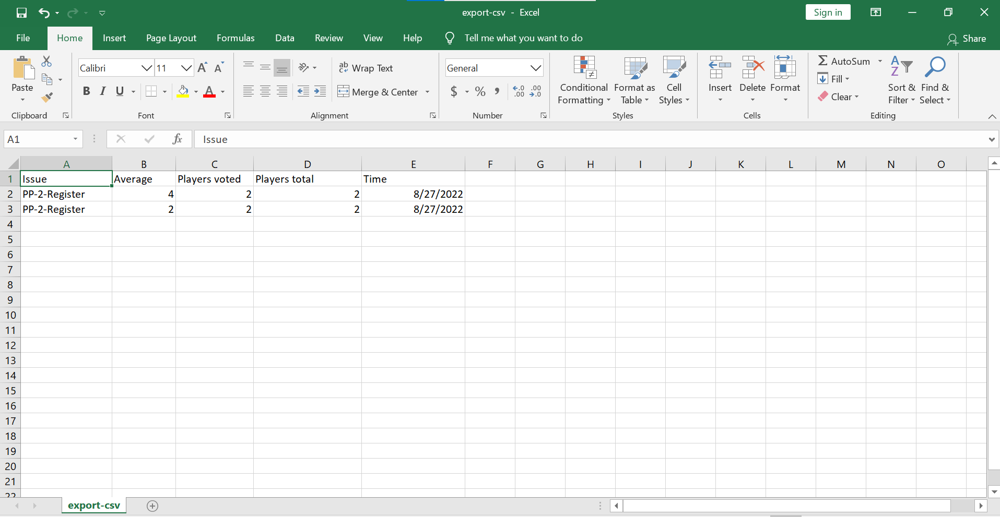 export-csv - Excel
Sign in
File Home Insert Page Layout Formulas Data Review View Help Tell me what you want to do Share
Paste
Clipboard
Calibri 11
B I U A
Font
Wrap Text
Merge & Center
Alignment
General
$ % , .00 .0
Number
Conditional Formatting
Format as Table
Cell Styles
Styles
Insert Delete Format
Cells
AutoSum
Fill
Clear
Sort & Filter
Find & Select
Editing
A1 fx Issue
A B C D E F G H I J K L M N O
1 Issue Average Players voted Players total Time
2 PP-2-Register 4 2 2 8/27/2022
3 PP-2-Register 2 2 2 8/27/2022
4
5
6
7
8
9
10
11
12
13
14
15
16
17
18
19
20
21
22
export-csv